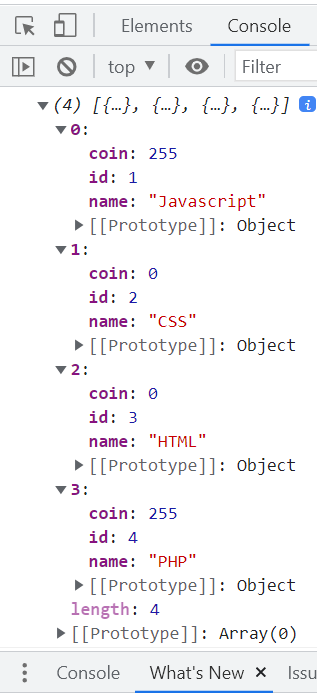 Elements Console
top Filter
(4) [{…}, {…}, {…}, {…}] i
0:
coin: 255
id: 1
name: "Javascript"
[[Prototype]]: Object
1:
coin: 0
id: 2
name: "CSS"
[[Prototype]]: Object
2:
coin: 0
id: 3
name: "HTML"
[[Prototype]]: Object
3:
coin: 255
id: 4
name: "PHP"
[[Prototype]]: Object
length: 4
[[Prototype]]: Array(0)
Console What's New × Issu